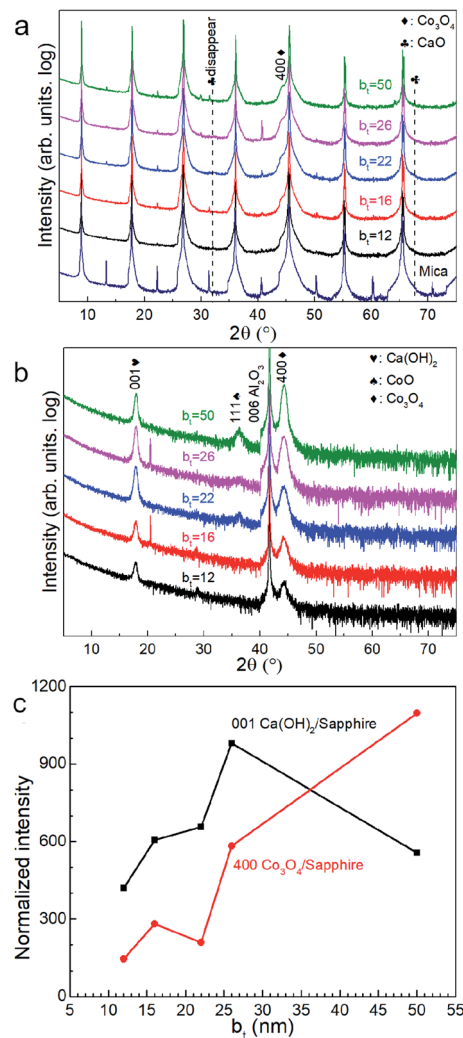 a
♦: Co₃O₄
♣: CaO
♣disappear
400♦
♣
bₜ=50
bₜ=26
bₜ=22
bₜ=16
bₜ=12
Mica
Intensity (arb. units. log)
10 20 30 40 50 60 70
2θ (°)
b
♥: Ca(OH)₂
♠: CoO
♦: Co₃O₄
001♥
111♠
006 Al₂O₃
400♦
bₜ=50
bₜ=26
bₜ=22
bₜ=16
bₜ=12
Intensity (arb. units. log)
10 20 30 40 50 60 70
2θ (°)
c
1200
900
600
300
0
Normalized intensity
001 Ca(OH)₂/Sapphire
400 Co₃O₄/Sapphire
5 10 15 20 25 30 35 40 45 50 55
bₜ (nm)